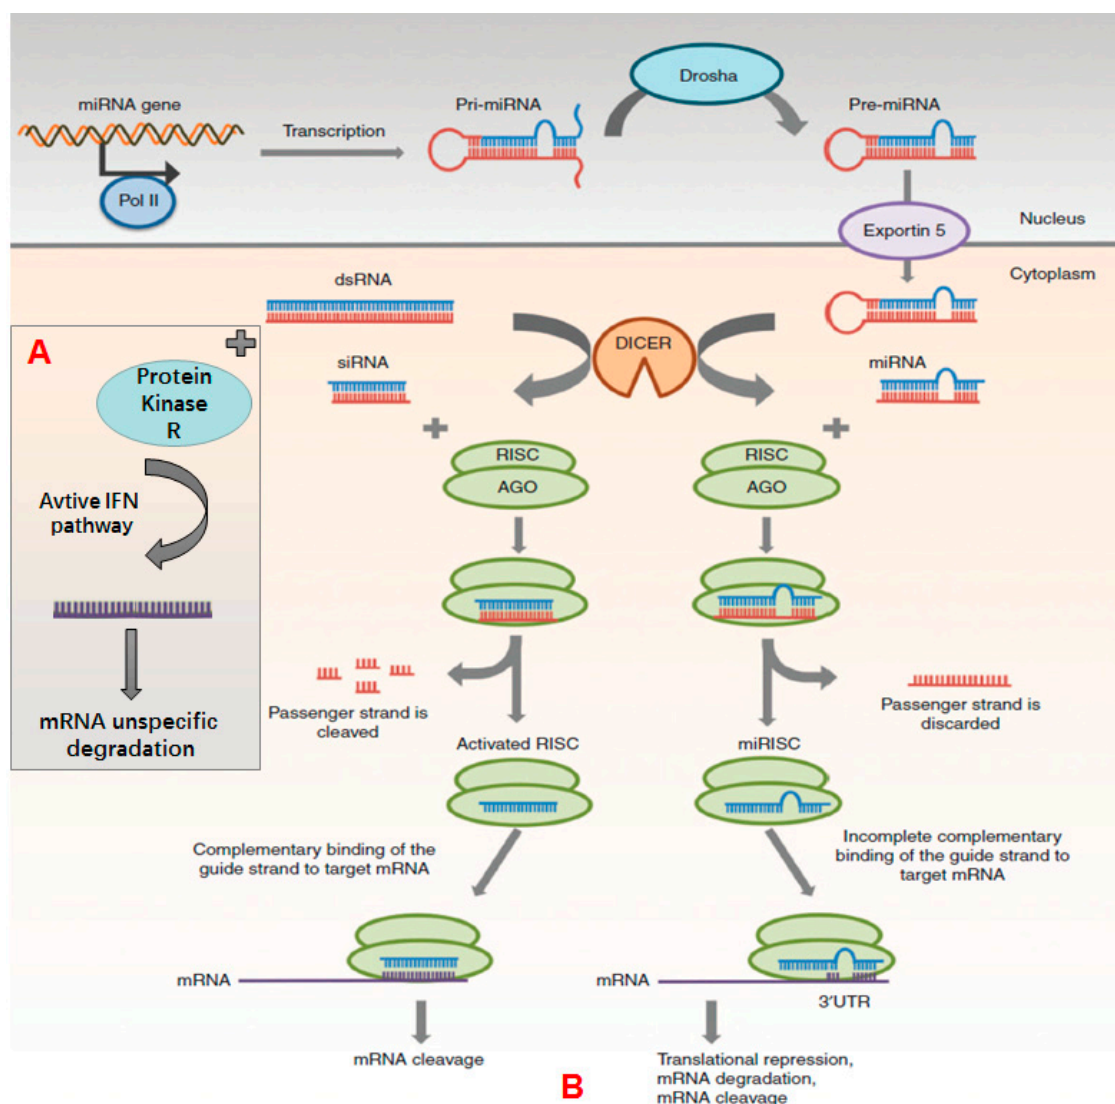 Drosha
miRNA gene
Pri-miRNA
Pre-miRNA
Transcription
Pol II
Nucleus
Exportin 5
Cytoplasm
dsRNA
DICER
siRNA
miRNA
A
Protein
Kinase
R
Avtive IFN
pathway
mRNA unspecific
degradation
RISC
AGO
RISC
AGO
Passenger strand is
cleaved
Passenger strand is
discarded
Activated RISC
miRISC
Complementary binding of the
guide strand to target mRNA
Incomplete complementary
binding of the guide strand to
target mRNA
mRNA
mRNA
3′UTR
mRNA cleavage
Translational repression,
mRNA degradation,
mRNA cleavage
B